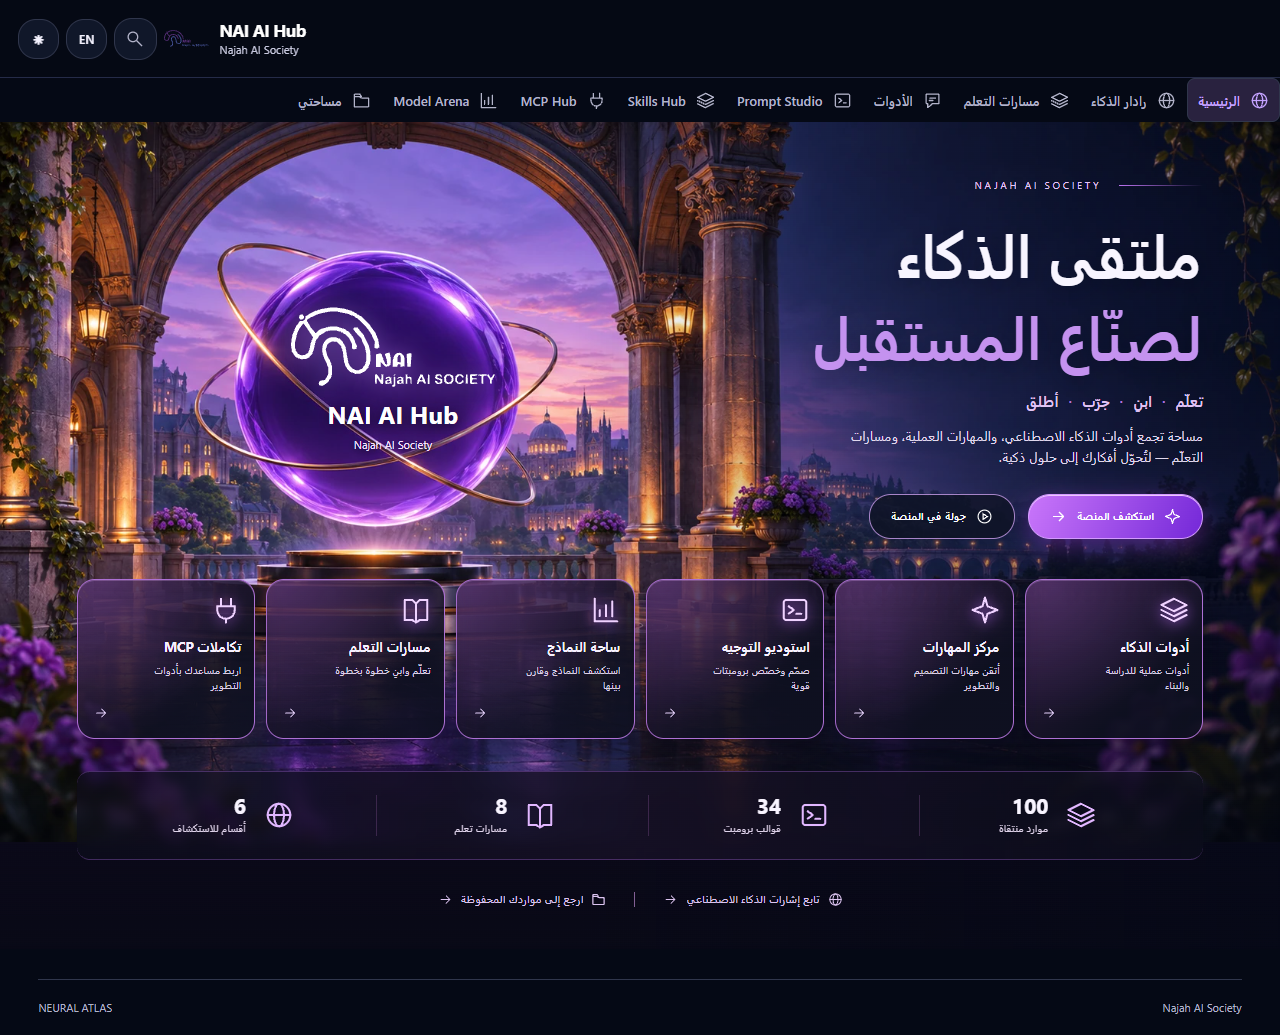 NAI AI Hub
Najah AI Society
EN
الرئيسية
رادار الذكاء
مسارات التعلم
الأدوات
Prompt Studio
Skills Hub
MCP Hub
Model Arena
مساحتي
NAJAH AI SOCIETY
ملتقى الذكاء
لصنّاع المستقبل
تعلّم · ابنِ · جرّب · أطلق
مساحة تجمع أدوات الذكاء الاصطناعي، والمهارات العملية، ومسارات
التعلّم — لتُحوّل أفكارك إلى حلول ذكية.
استكشف المنصة
جولة في المنصة
NAI
Najah AI SOCIETY
NAI AI Hub
Najah AI Society
أدوات الذكاء
أدوات عملية للدراسة
والبناء
مركز المهارات
أتقن مهارات التصميم
والتطوير
استوديو التوجيه
صمّم وخصّص برومبتات
قوية
ساحة النماذج
استكشف النماذج وقارن
بينها
مسارات التعلم
تعلّم وابنِ خطوة بخطوة
تكاملات MCP
اربط مساعدك بأدوات
التطوير
100
موارد منتقاة
34
قوالب برومبت
8
مسارات تعلم
6
أقسام للاستكشاف
تابع إشارات الذكاء الاصطناعي
ارجع إلى مواردك المحفوظة
Najah AI Society
NEURAL ATLAS